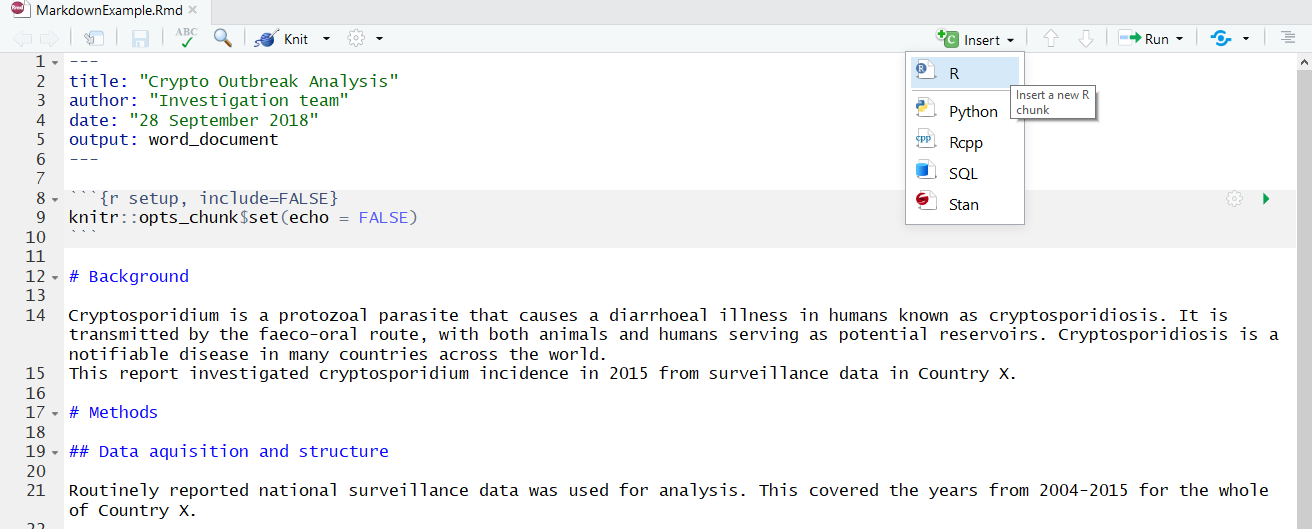 MarkdownExample.Rmd
ABC
Knit
Insert
Run
R
Insert a new R
chunk
Python
Rcpp
SQL
Stan
1 ---
2 title: "Crypto Outbreak Analysis"
3 author: "Investigation team"
4 date: "28 September 2018"
5 output: word_document
6 ---
7
8 ```{r setup, include=FALSE}
9 knitr::opts_chunk$set(echo = FALSE)
10 ```
11
12 # Background
13
14 Cryptosporidium is a protozoal parasite that causes a diarrhoeal illness in humans known as cryptosporidiosis. It is
transmitted by the faeco-oral route, with both animals and humans serving as potential reservoirs. Cryptosporidiosis is a
notifiable disease in many countries across the world.
15 This report investigated cryptosporidium incidence in 2015 from surveillance data in Country X.
16
17 # Methods
18
19 ## Data aquisition and structure
20
21 Routinely reported national surveillance data was used for analysis. This covered the years from 2004-2015 for the whole
of Country X.
22